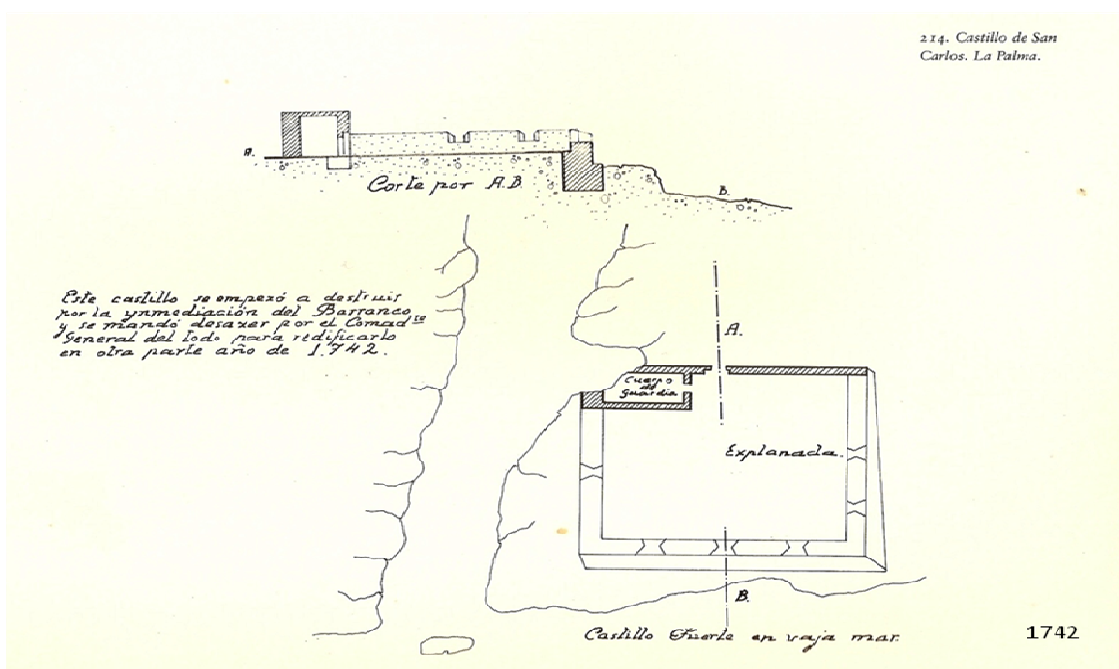 214. Castillo de San
Carlos. La Palma.
A.
Corte por A.B.
B.
Este castillo se empezó a destruir
por la ynmediación del Barranco
y se mandó desaxer por el Comadte
General del todo para redificarlo
en otra parte año de 1.742.
A.
Cuerpo
de
Guardia
Explanada.
B.
Castillo Fuerte en vaja mar.
1742